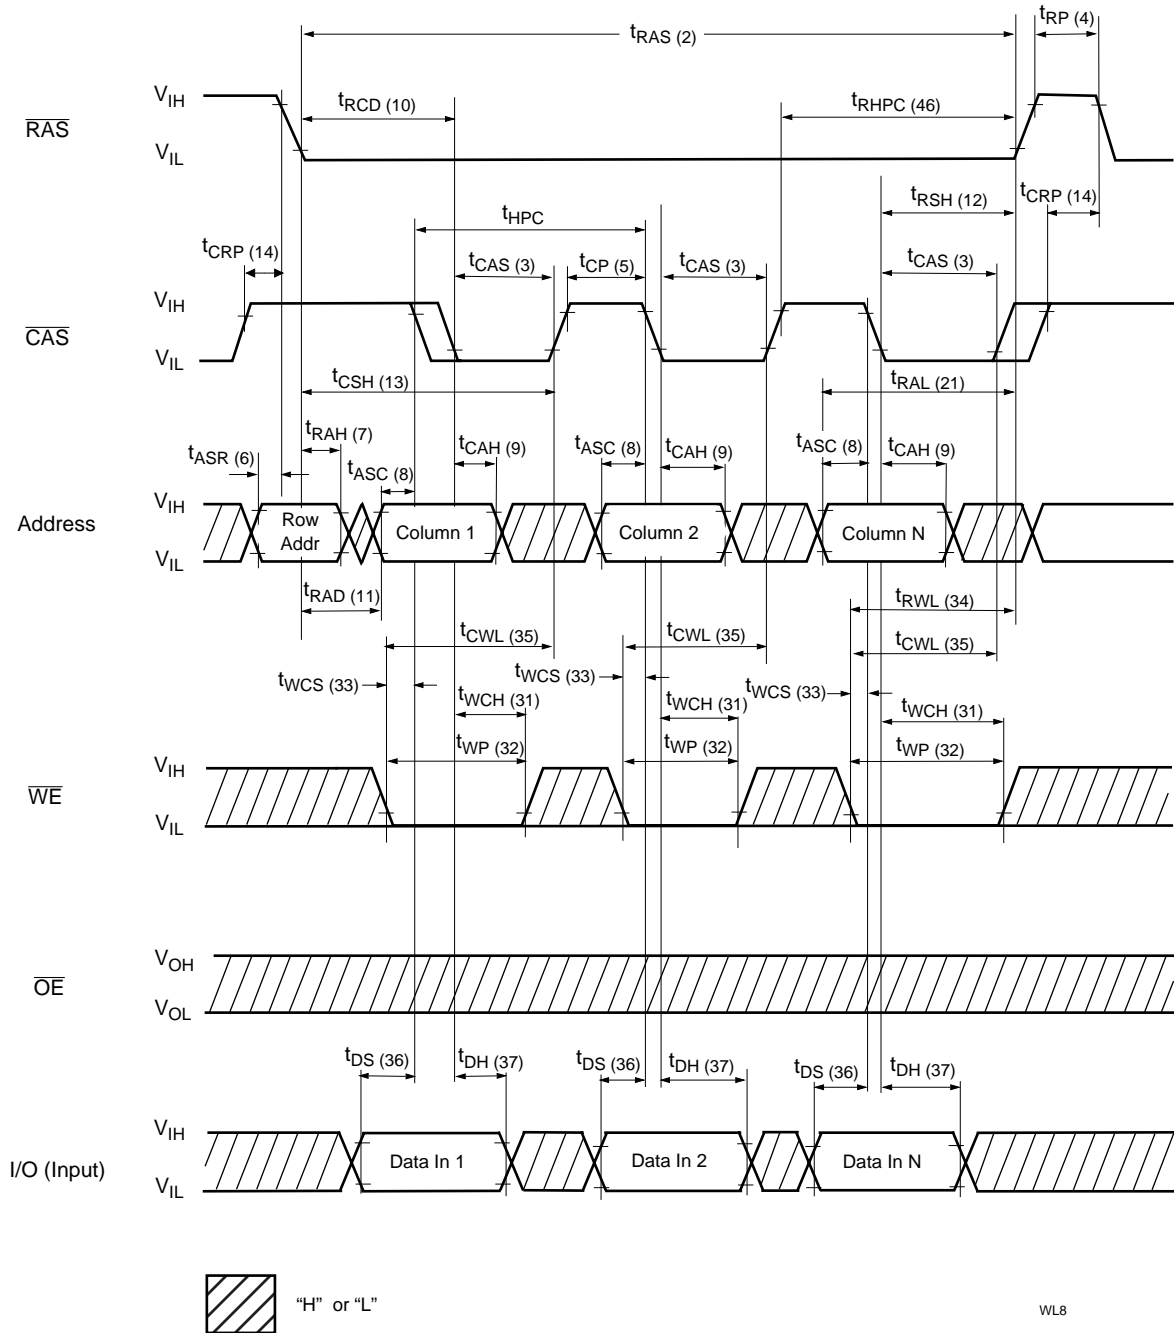 tRP (4)
tRAS (2)
VIH
tRCD (10)
tRHPC (46)
RAS
VIL
tRSH (12)
tCRP (14)
tHPC
tCRP (14)
tCAS (3)
tCP (5)
tCAS (3)
tCAS (3)
VIH
CAS
VIL
tCSH (13)
tRAL (21)
tRAH (7)
tASR (6)
tASC (8)
tCAH (9)
tASC (8)
tCAH (9)
tASC (8)
tCAH (9)
VIH
Address
Row
Addr
Column 1
Column 2
Column N
VIL
tRAD (11)
tRWL (34)
tCWL (35)
tCWL (35)
tCWL (35)
tWCS (33)
tWCS (33)
tWCS (33)
tWCH (31)
tWCH (31)
tWCH (31)
tWP (32)
tWP (32)
tWP (32)
VIH
WE
VIL
VOH
OE
VOL
tDS (36)
tDH (37)
tDS (36)
tDH (37)
tDS (36)
tDH (37)
VIH
I/O (Input)
Data In 1
Data In 2
Data In N
VIL
“H” or “L”
WL8